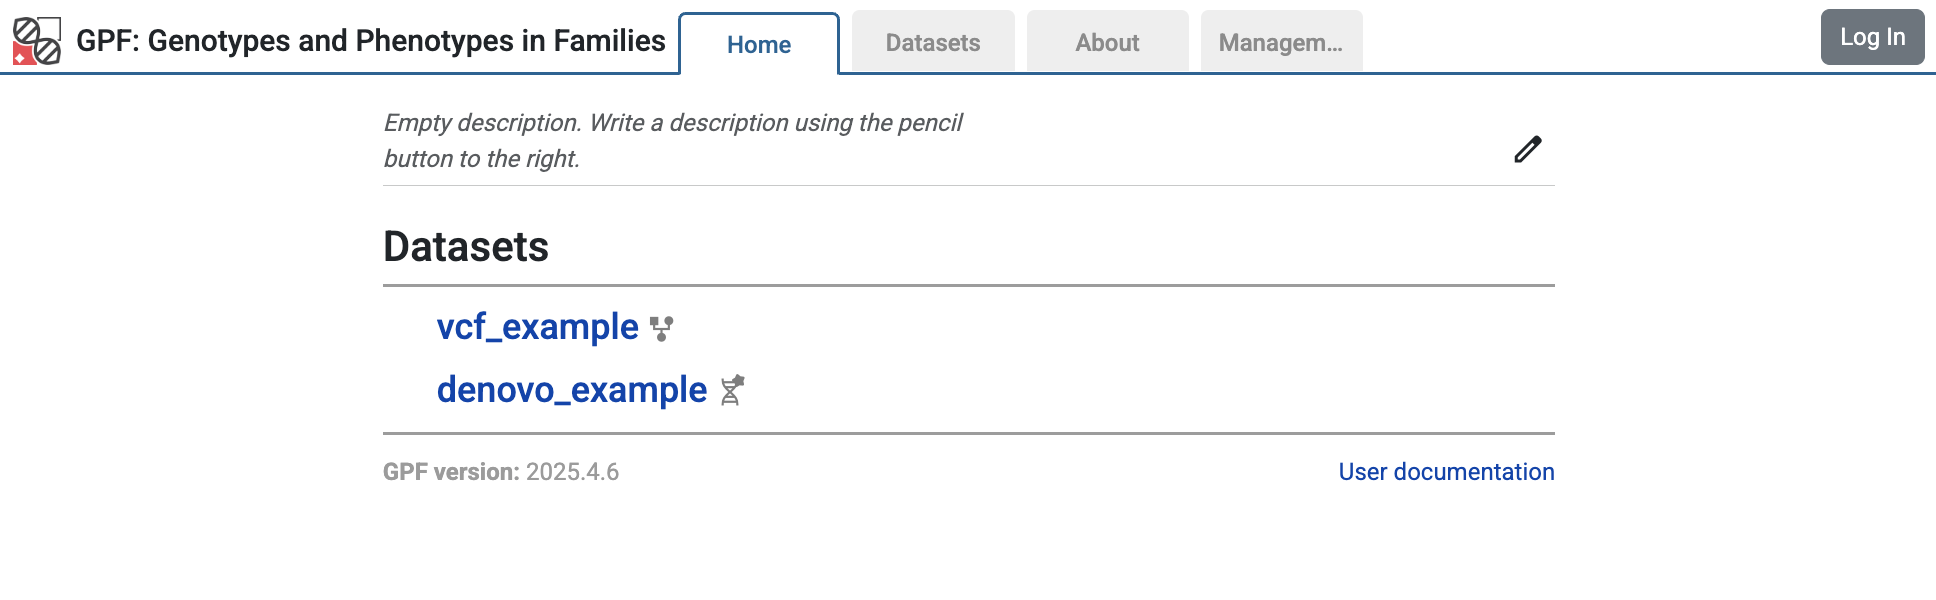 GPF: Genotypes and Phenotypes in Families
Home
Datasets
About
Managem...
Log In
Empty description. Write a description using the pencil
button to the right.
Datasets
vcf_example
denovo_example
GPF version: 2025.4.6
User documentation